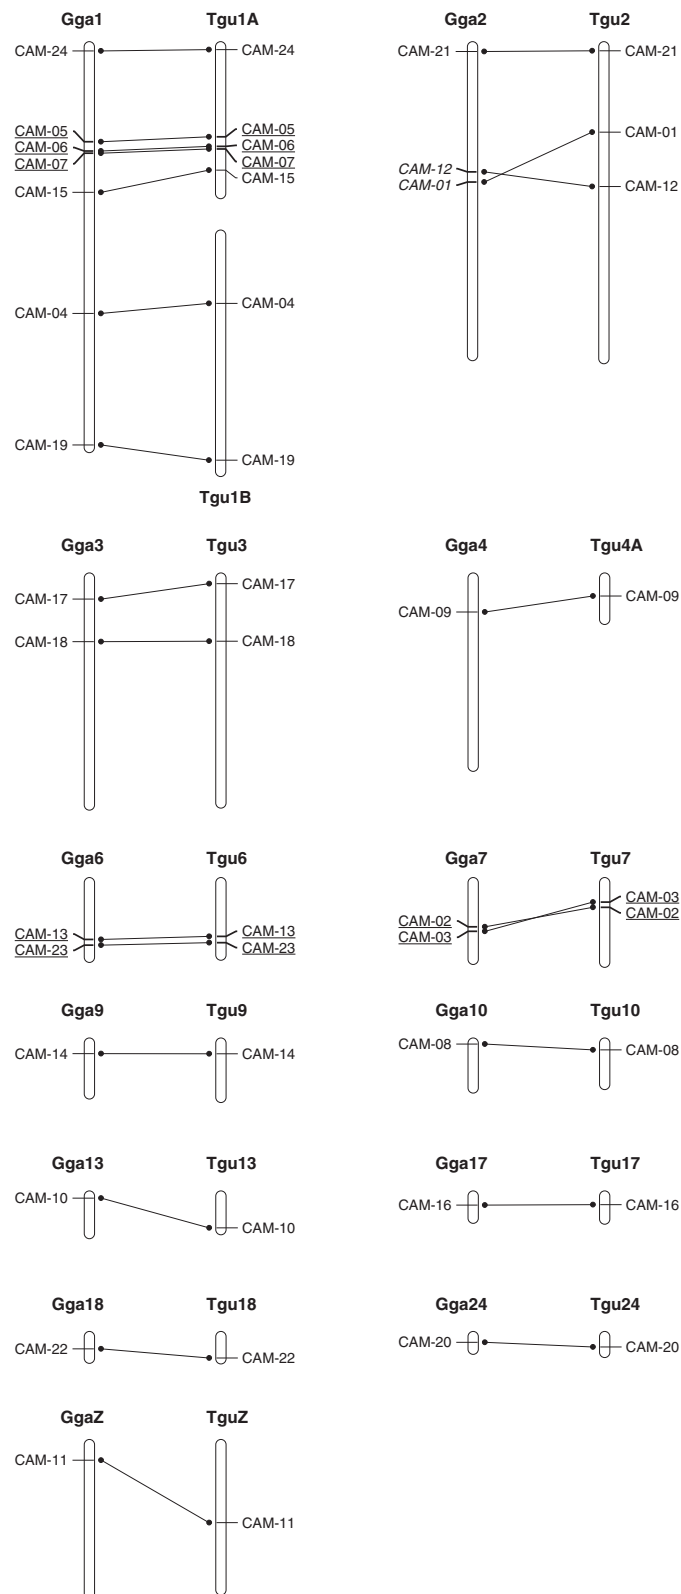 Gga1 Tgu1A
CAM-24 CAM-24
CAM-05 CAM-05
CAM-06 CAM-06
CAM-07 CAM-07
CAM-15 CAM-15
CAM-04 CAM-04
CAM-19 CAM-19
Tgu1B
Gga2 Tgu2
CAM-21 CAM-21
CAM-01
CAM-12
CAM-01 CAM-12
Gga3 Tgu3
CAM-17 CAM-17
CAM-18 CAM-18
Gga4 Tgu4A
CAM-09 CAM-09
Gga6 Tgu6
CAM-13 CAM-13
CAM-23 CAM-23
Gga7 Tgu7
CAM-03
CAM-02 CAM-02
CAM-03
Gga9 Tgu9
CAM-14 CAM-14
Gga10 Tgu10
CAM-08 CAM-08
Gga13 Tgu13
CAM-10 CAM-10
Gga17 Tgu17
CAM-16 CAM-16
Gga18 Tgu18
CAM-22 CAM-22
Gga24 Tgu24
CAM-20 CAM-20
GgaZ TguZ
CAM-11 CAM-11